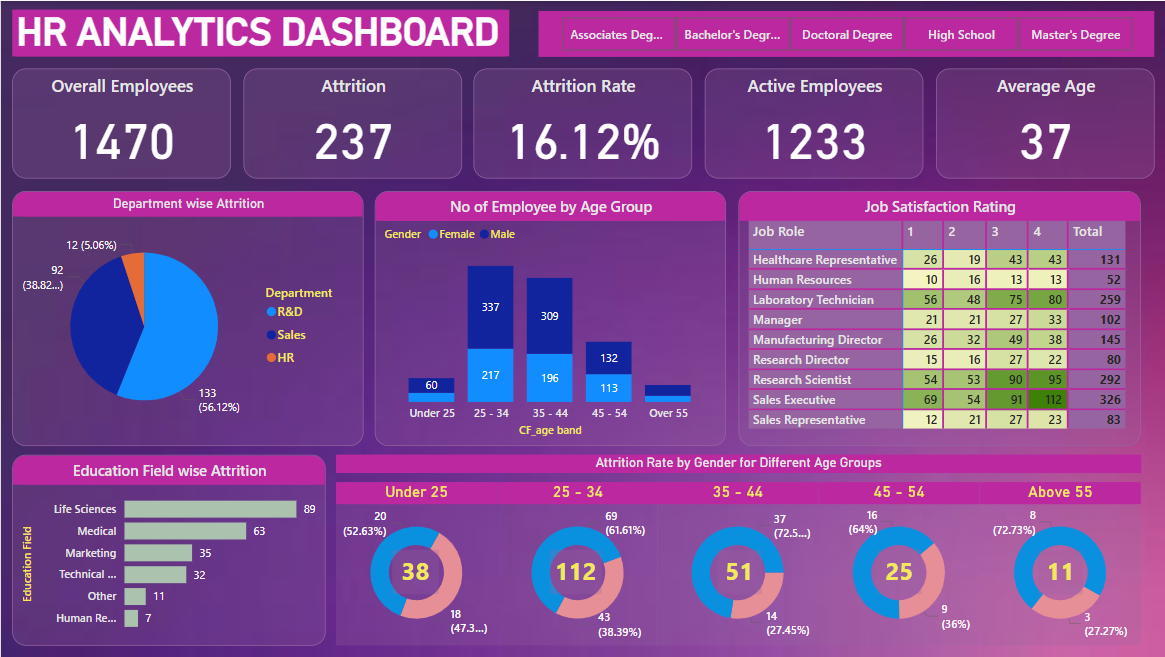 HR ANALYTICS DASHBOARD
Associates Deg... Bachelor's Degr... Doctoral Degree High School Master's Degree
Overall Employees
1470
Attrition
237
Attrition Rate
16.12%
Active Employees
1233
Average Age
37
Department wise Attrition
12 (5.06%)
92
(38.82...)
133
(56.12%)
Department
R&D
Sales
HR
No of Employee by Age Group
Gender Female Male
337
309
217
196
132
113
60
Under 25 25 - 34 35 - 44 45 - 54 Over 55
CF_age band
Job Satisfaction Rating
Job Role 1 2 3 4 Total
Healthcare Representative 26 19 43 43 131
Human Resources 10 16 13 13 52
Laboratory Technician 56 48 75 80 259
Manager 21 21 27 33 102
Manufacturing Director 26 32 49 38 145
Research Director 15 16 27 22 80
Research Scientist 54 53 90 95 292
Sales Executive 69 54 91 112 326
Sales Representative 12 21 27 23 83
Education Field wise Attrition
Education Field
Life Sciences 89
Medical 63
Marketing 35
Technical ... 32
Other 11
Human Re... 7
Attrition Rate by Gender for Different Age Groups
Under 25 25 - 34 35 - 44 45 - 54 Above 55
20
(52.63%)
38
18
(47.3...)
69
(61.61%)
112
43
(38.39%)
37
(72.5...)
51
14
(27.45%)
16
(64%)
25
9
(36%)
8
(72.73%)
11
3
(27.27%)